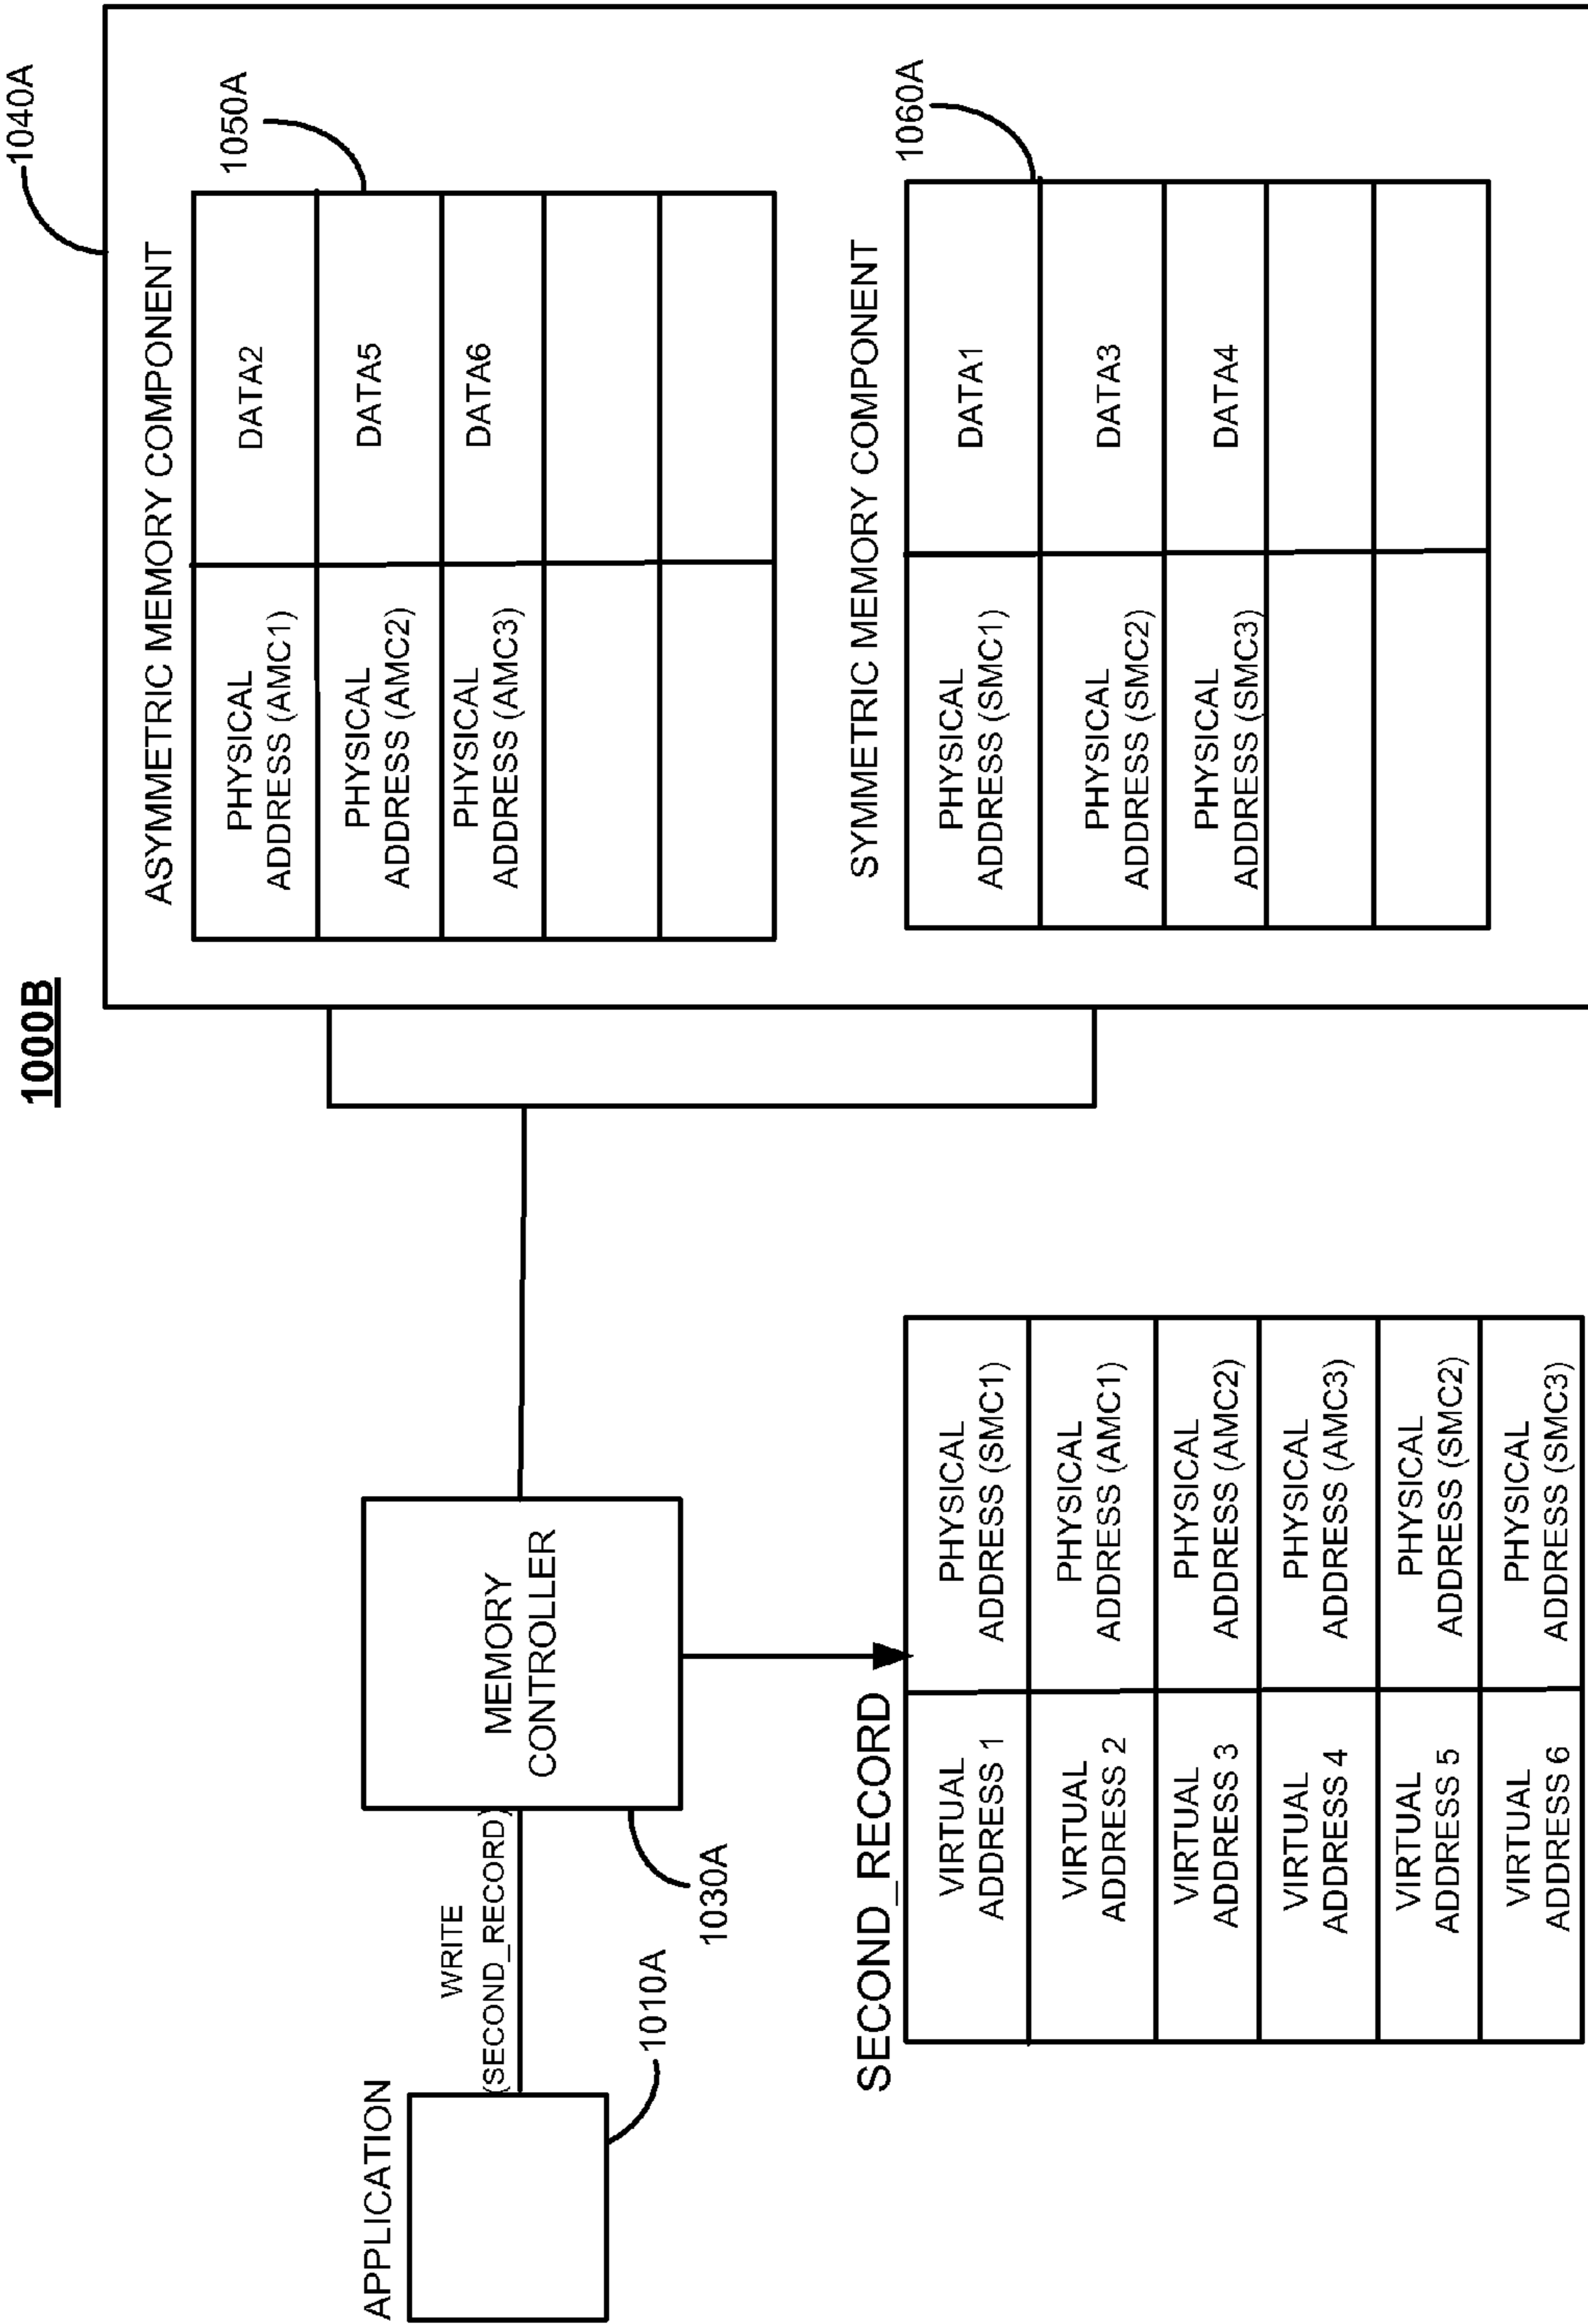 1000B
1040A
ASYMMETRIC MEMORY COMPONENT
PHYSICAL
ADDRESS (AMC1)
DATA2
PHYSICAL
ADDRESS (AMC2)
DATA5
PHYSICAL
ADDRESS (AMC3)
DATA6
1050A
SYMMETRIC MEMORY COMPONENT
PHYSICAL
ADDRESS (SMC1)
DATA1
PHYSICAL
ADDRESS (SMC2)
DATA3
PHYSICAL
ADDRESS (SMC3)
DATA4
1060A
APPLICATION
1010A
WRITE
(SECOND_RECORD)
MEMORY
CONTROLLER
1030A
SECOND_RECORD
VIRTUAL
ADDRESS 1
PHYSICAL
ADDRESS (SMC1)
VIRTUAL
ADDRESS 2
PHYSICAL
ADDRESS (AMC1)
VIRTUAL
ADDRESS 3
PHYSICAL
ADDRESS (AMC2)
VIRTUAL
ADDRESS 4
PHYSICAL
ADDRESS (AMC3)
VIRTUAL
ADDRESS 5
PHYSICAL
ADDRESS (SMC2)
VIRTUAL
ADDRESS 6
PHYSICAL
ADDRESS (SMC3)